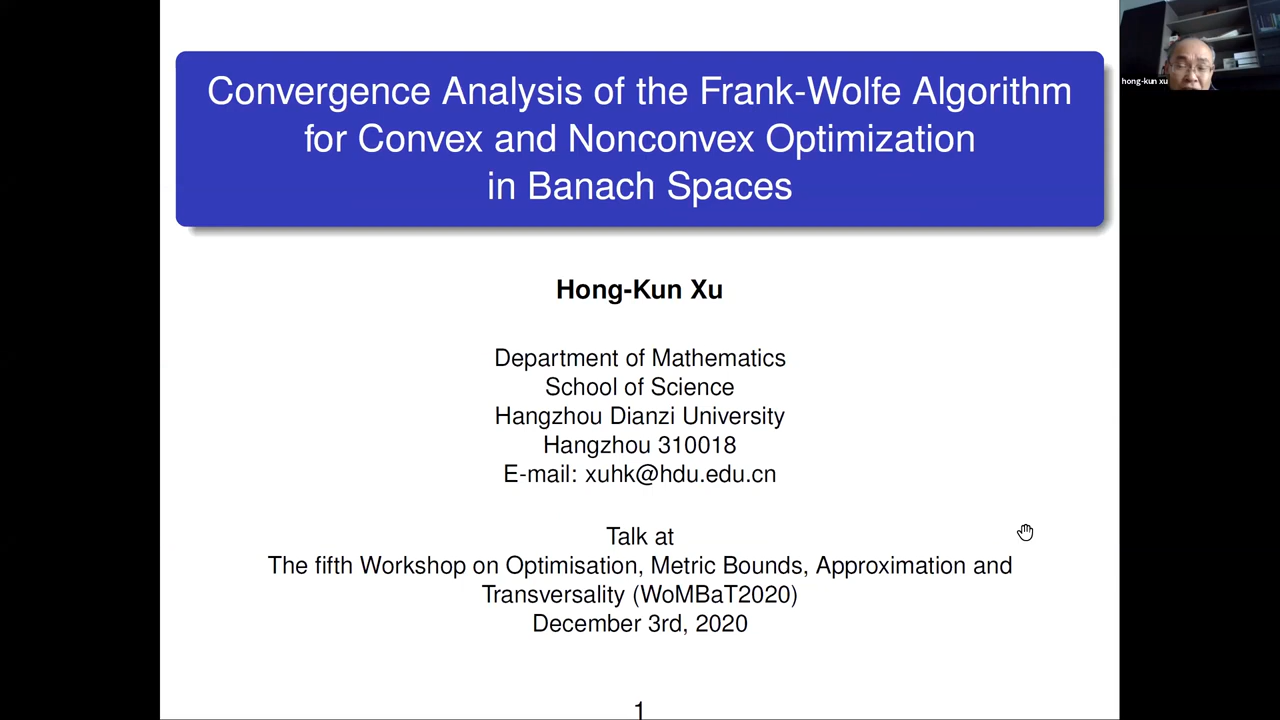 Convergence Analysis of the Frank-Wolfe Algorithm
for Convex and Nonconvex Optimization
in Banach Spaces
hong-kun xu
Hong-Kun Xu
Department of Mathematics
School of Science
Hangzhou Dianzi University
Hangzhou 310018
E-mail: xuhk@hdu.edu.cn
Talk at
The fifth Workshop on Optimisation, Metric Bounds, Approximation and
Transversality (WoMBaT2020)
December 3rd, 2020
1